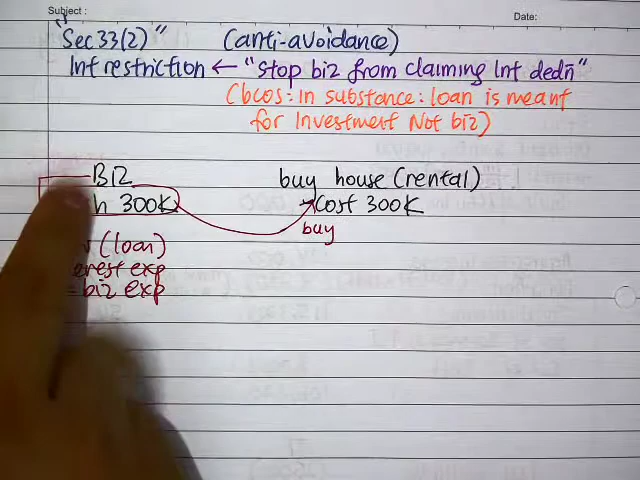 Subject :
Date:
"Sec 33(2)" (anti-avoidance)
Int restriction ← "stop biz from claiming Int dedn"
(bcos: in substance: loan is meant
for Investment Not biz)
Biz
buy house (rental)
h 300K
→ Cost 300K
buy
(loan)
erest exp
= biz exp